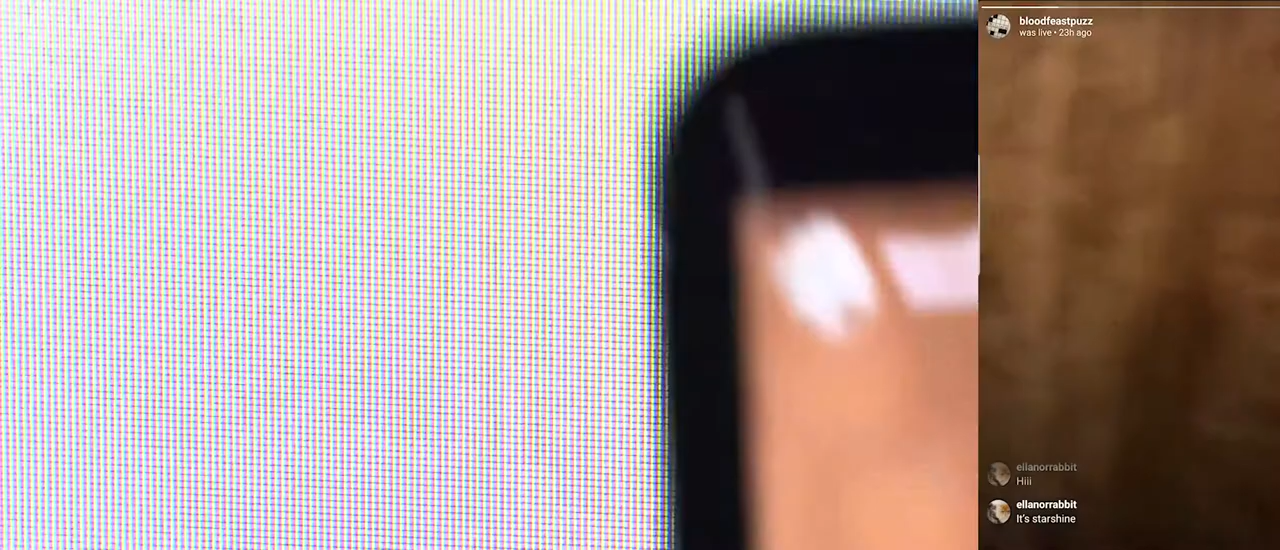 bloodfeastpuzz
was live • 23h ago
ellanorrabbit
Hiii
ellanorrabbit
It's starshine